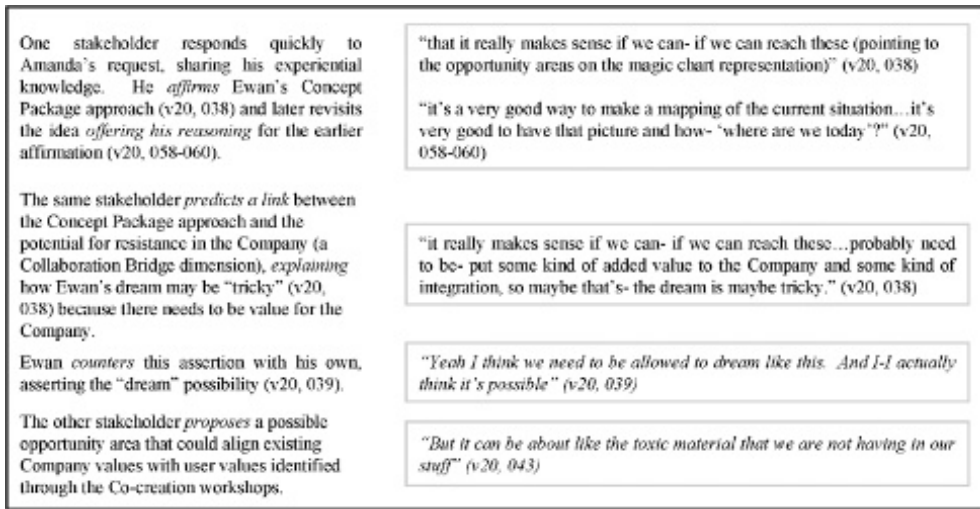 One stakeholder responds quickly to
Amanda's request, sharing his experiential
knowledge. He affirms Ewan's Concept
Package approach (v20, 038) and later revisits
the idea offering his reasoning for the earlier
affirmation (v20, 058-060).
"that it really makes sense if we can- if we can reach these (pointing to
the opportunity areas on the magic chart representation)" (v20, 038)
"it's a very good way to make a mapping of the current situation…it's
very good to have that picture and how- 'where are we today'?" (v20,
058-060)
The same stakeholder predicts a link between
the Concept Package approach and the
potential for resistance in the Company (a
Collaboration Bridge dimension), explaining
how Ewan's dream may be "tricky" (v20,
038) because there needs to be value for the
Company.
"it really makes sense if we can- if we can reach these…probably need
to be- put some kind of added value to the Company and some kind of
integration, so maybe that's- the dream is maybe tricky." (v20, 038)
Ewan counters this assertion with his own,
asserting the "dream" possibility (v20, 039).
"Yeah I think we need to be allowed to dream like this. And I-I actually
think it's possible" (v20, 039)
The other stakeholder proposes a possible
opportunity area that could align existing
Company values with user values identified
through the Co-creation workshops.
"But it can be about like the toxic material that we are not having in our
stuff" (v20, 043)